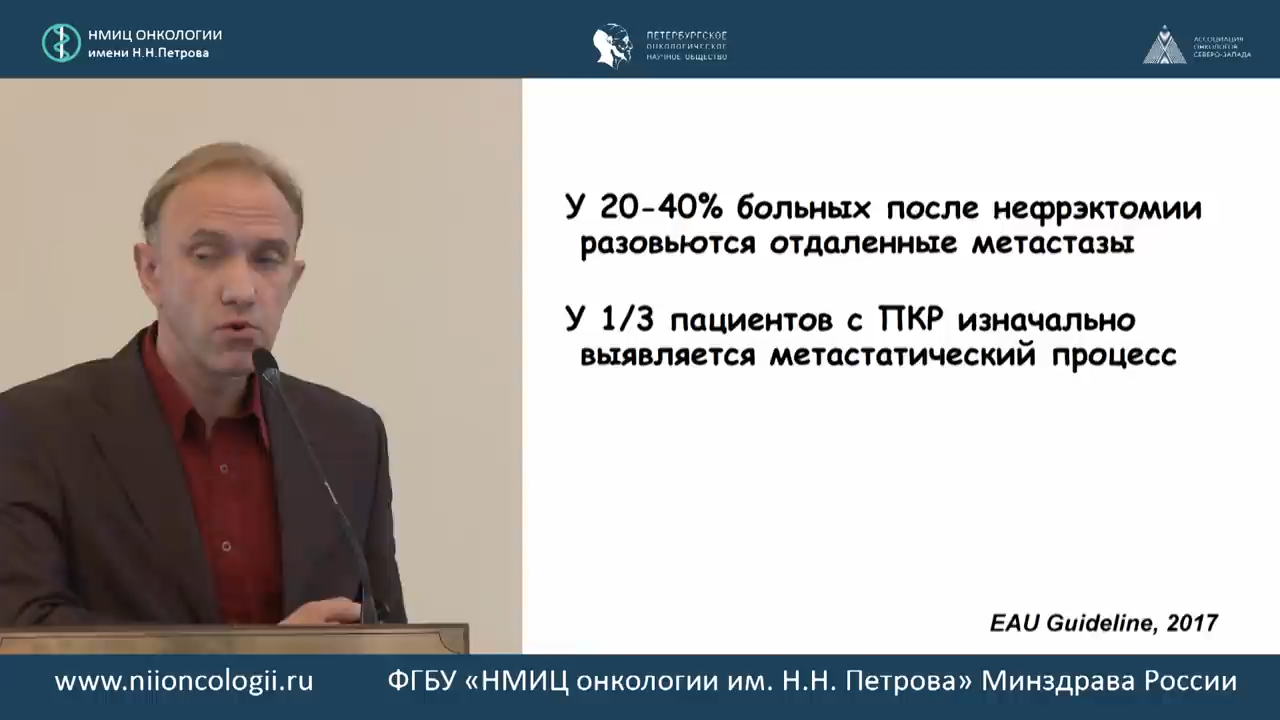 НМИЦ ОНКОЛОГИИ
имени Н.Н.Петрова
ПЕТЕРБУРГСКОЕ
ОНКОЛОГИЧЕСКОЕ
НАУЧНОЕ ОБЩЕСТВО
АССОЦИАЦИЯ
ОНКОЛОГОВ
СЕВЕРО-ЗАПАДА
У 20-40% больных после нефрэктомии
разовьются отдаленные метастазы
У 1/3 пациентов с ПКР изначально
выявляется метастатический процесс
EAU Guideline, 2017
www.niioncologii.ru
ФГБУ «НМИЦ онкологии им. Н.Н. Петрова» Минздрава России